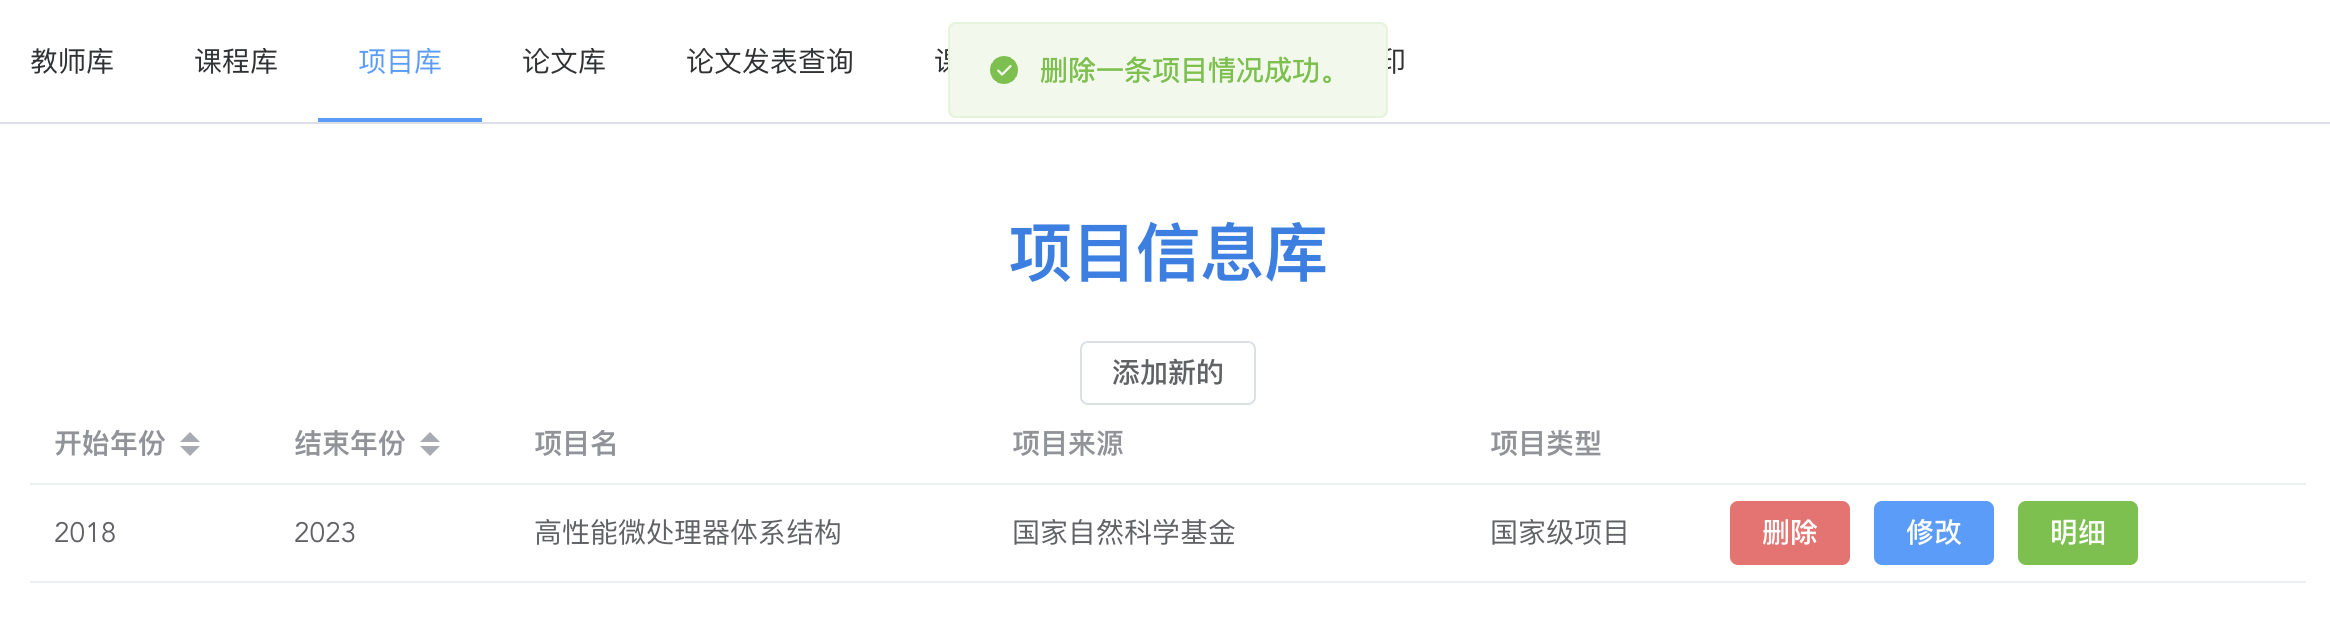 教师库 课程库 项目库 论文库 论文发表查询 印
删除一条项目情况成功。
项目信息库
添加新的
开始年份 结束年份 项目名 项目来源 项目类型
2018 2023 高性能微处理器体系结构 国家自然科学基金 国家级项目 删除 修改 明细